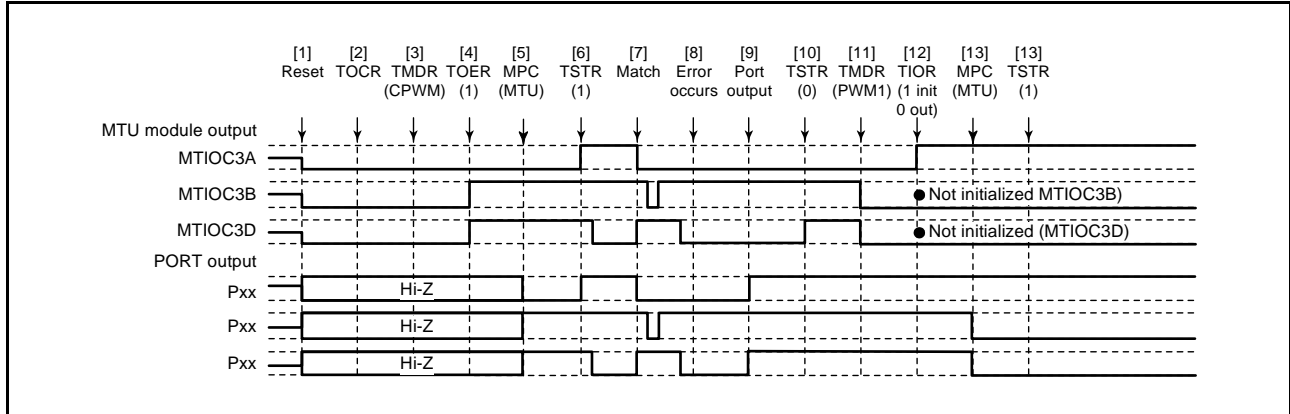 [1] [2] [3] [4] [5] [6] [7] [8] [9] [10] [11] [12] [13] [13]
Reset TOCR TMDR TOER MPC TSTR Match Error Port TSTR TMDR TIOR MPC TSTR
(CPWM) (1) (MTU) (1) occurs output (0) (PWM1) (1 init (MTU) (1)
0 out)
MTU module output
MTIOC3A
MTIOC3B
● Not initialized MTIOC3B)
MTIOC3D
● Not initialized (MTIOC3D)
PORT output
Pxx Hi-Z
Pxx Hi-Z
Pxx Hi-Z